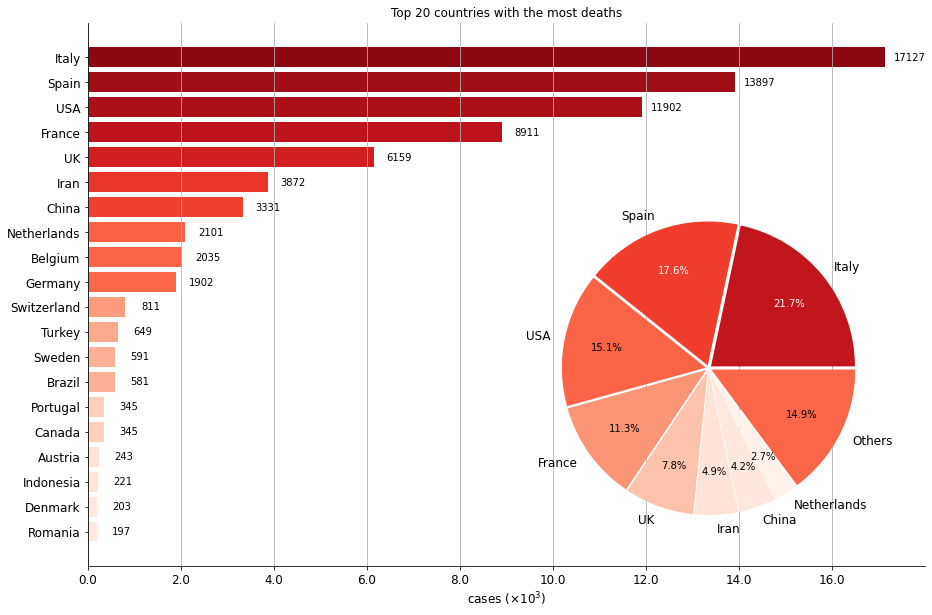 Top 20 countries with the most deaths
Italy 17127
Spain 13897
USA 11902
France 8911
UK 6159
Iran 3872
China 3331
Netherlands 2101
Belgium 2035
Germany 1902
Switzerland 811
Turkey 649
Sweden 591
Brazil 581
Portugal 345
Canada 345
Austria 243
Indonesia 221
Denmark 203
Romania 197
0.0 2.0 4.0 6.0 8.0 10.0 12.0 14.0 16.0
cases (×10³)
Spain
17.6%
Italy
21.7%
USA
15.1%
France
11.3%
UK
7.8%
Iran
4.9%
China
4.2%
Netherlands
2.7%
Others
14.9%